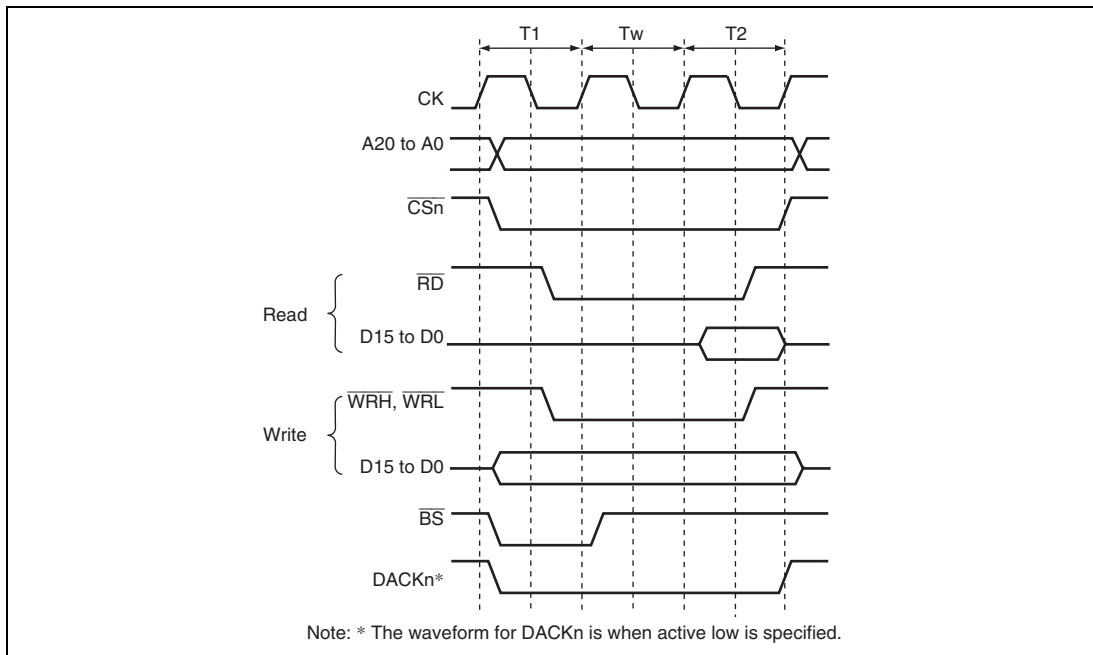 T1 Tw T2
CK
A20 to A0
CSn
RD
Read
D15 to D0
WRH, WRL
Write
D15 to D0
BS
DACKn*
Note: * The waveform for DACKn is when active low is specified.